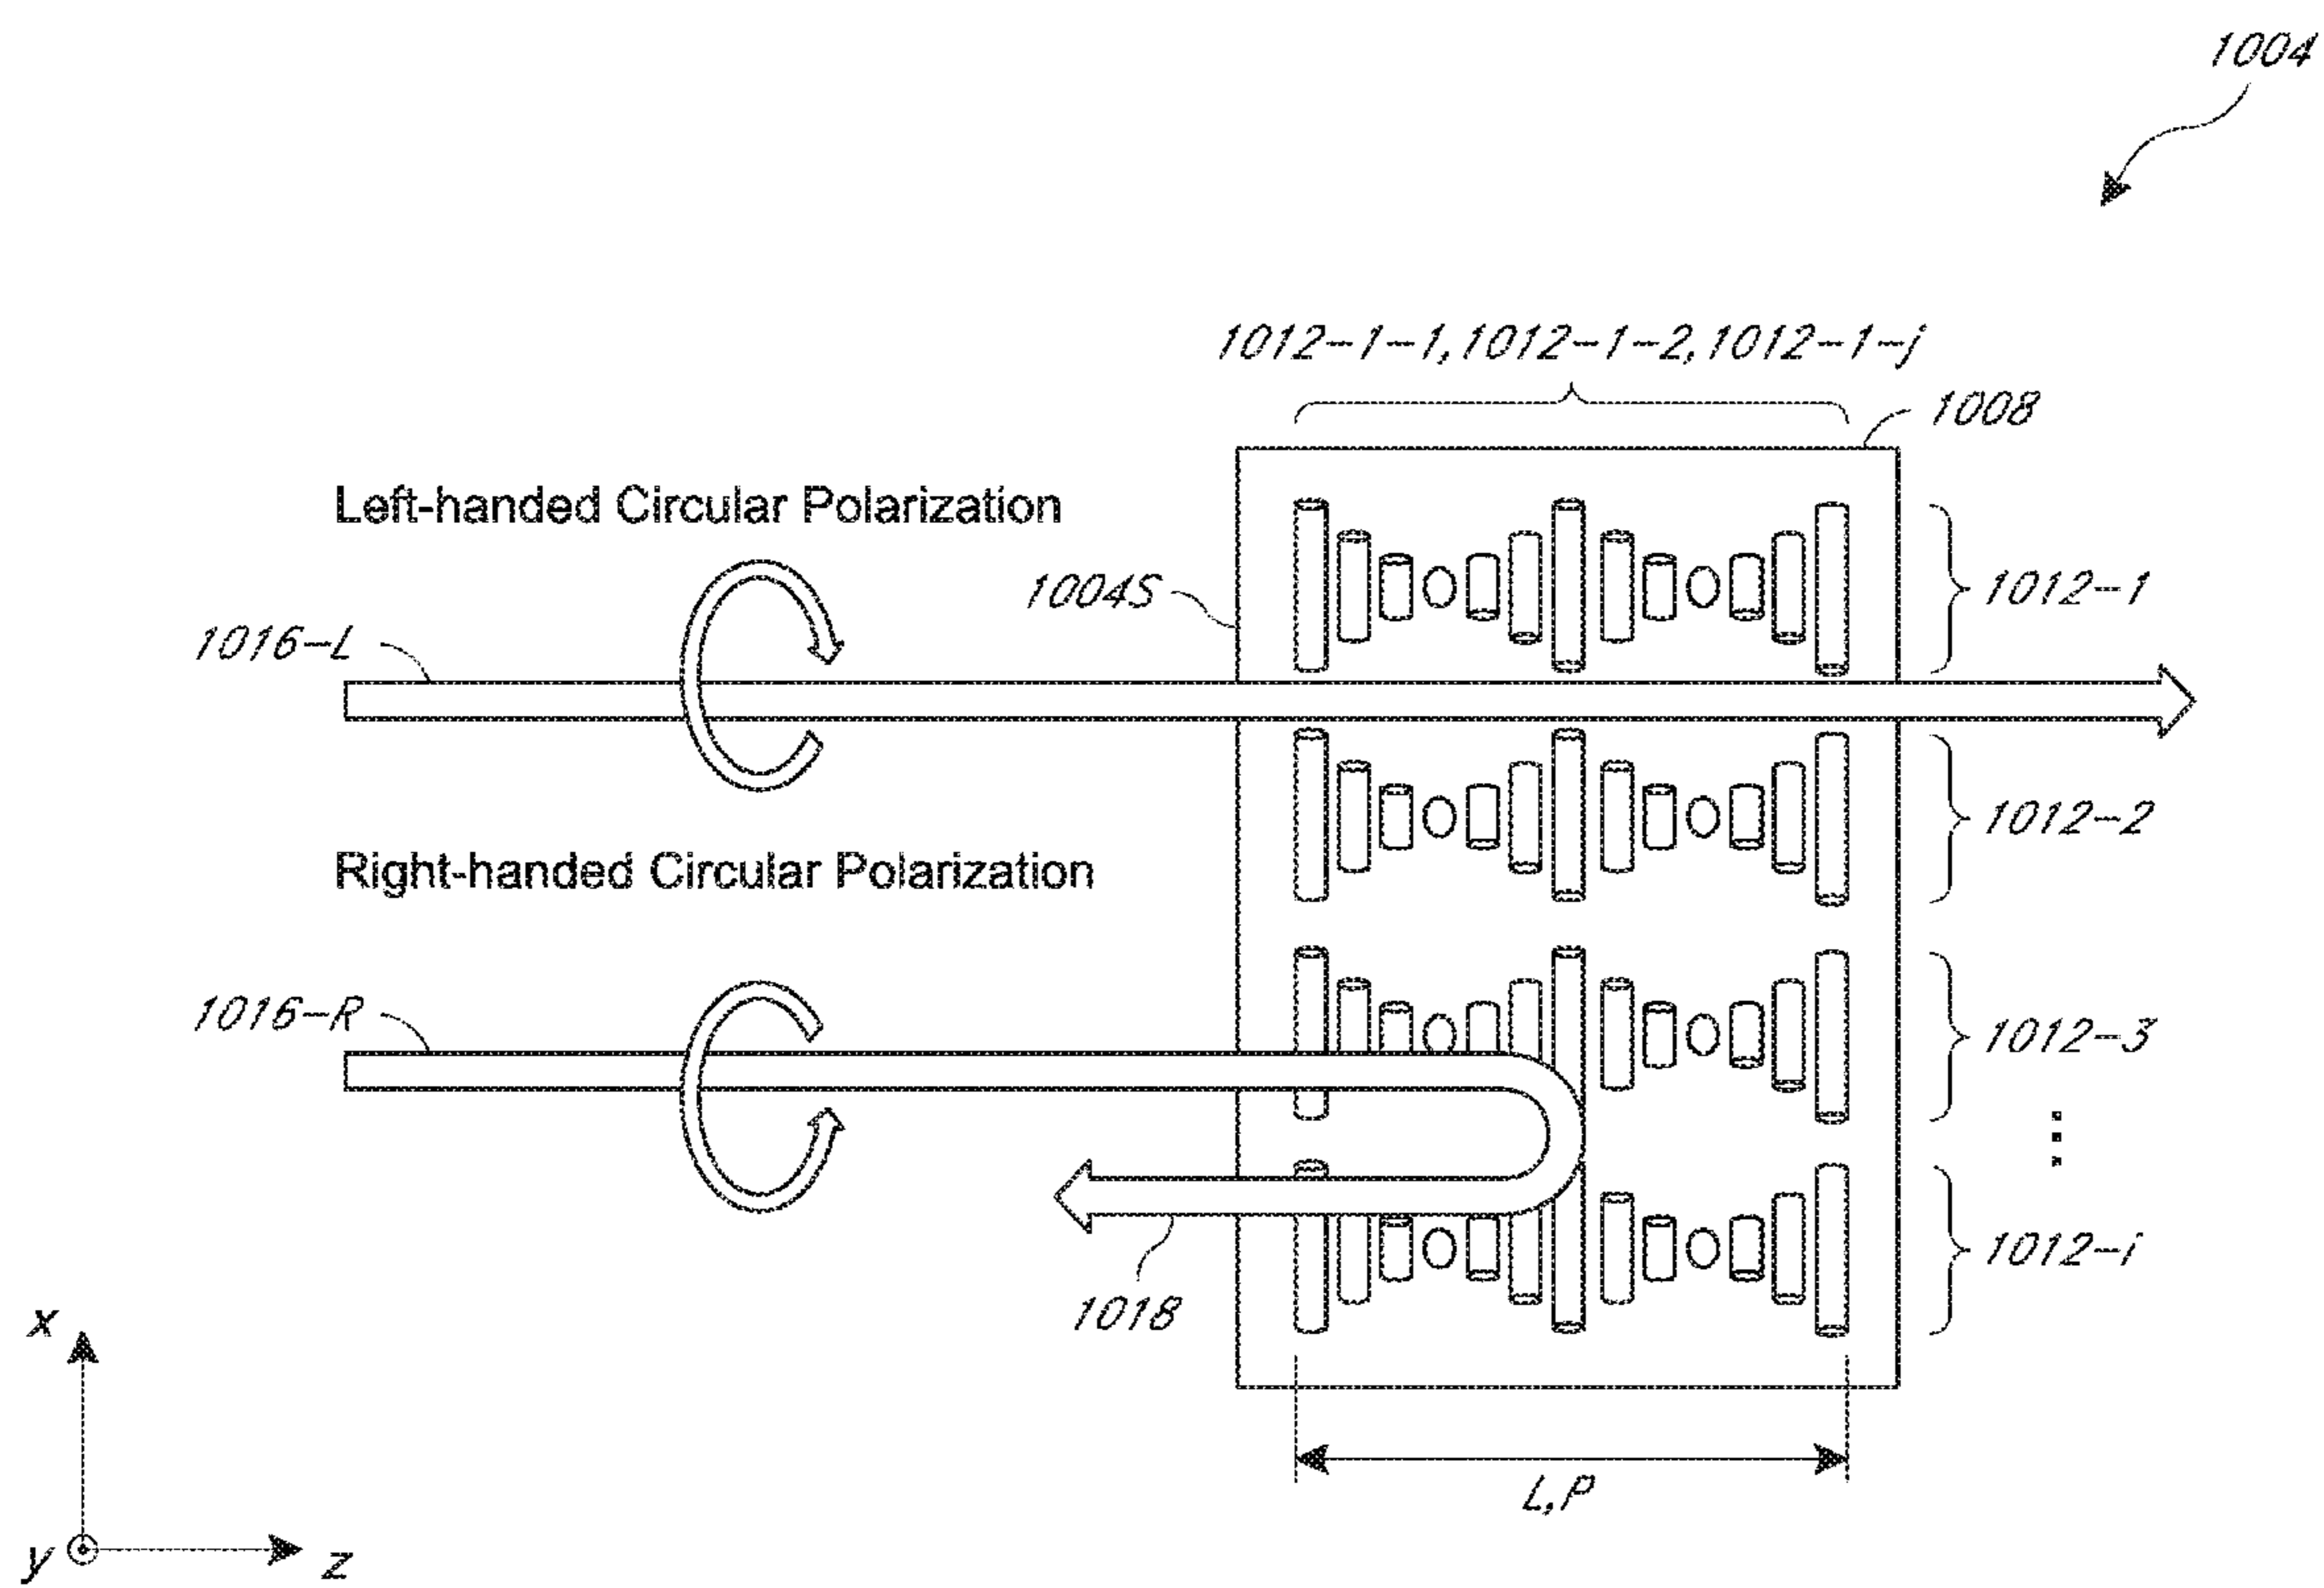 1004
1012-1-1, 1012-1-2, 1012-1-j
1008
Left-handed Circular Polarization
1004S
1012-1
1016-L
1012-2
Right-handed Circular Polarization
1016-R
1012-3
1012-i
1018
L,P
x
y
z